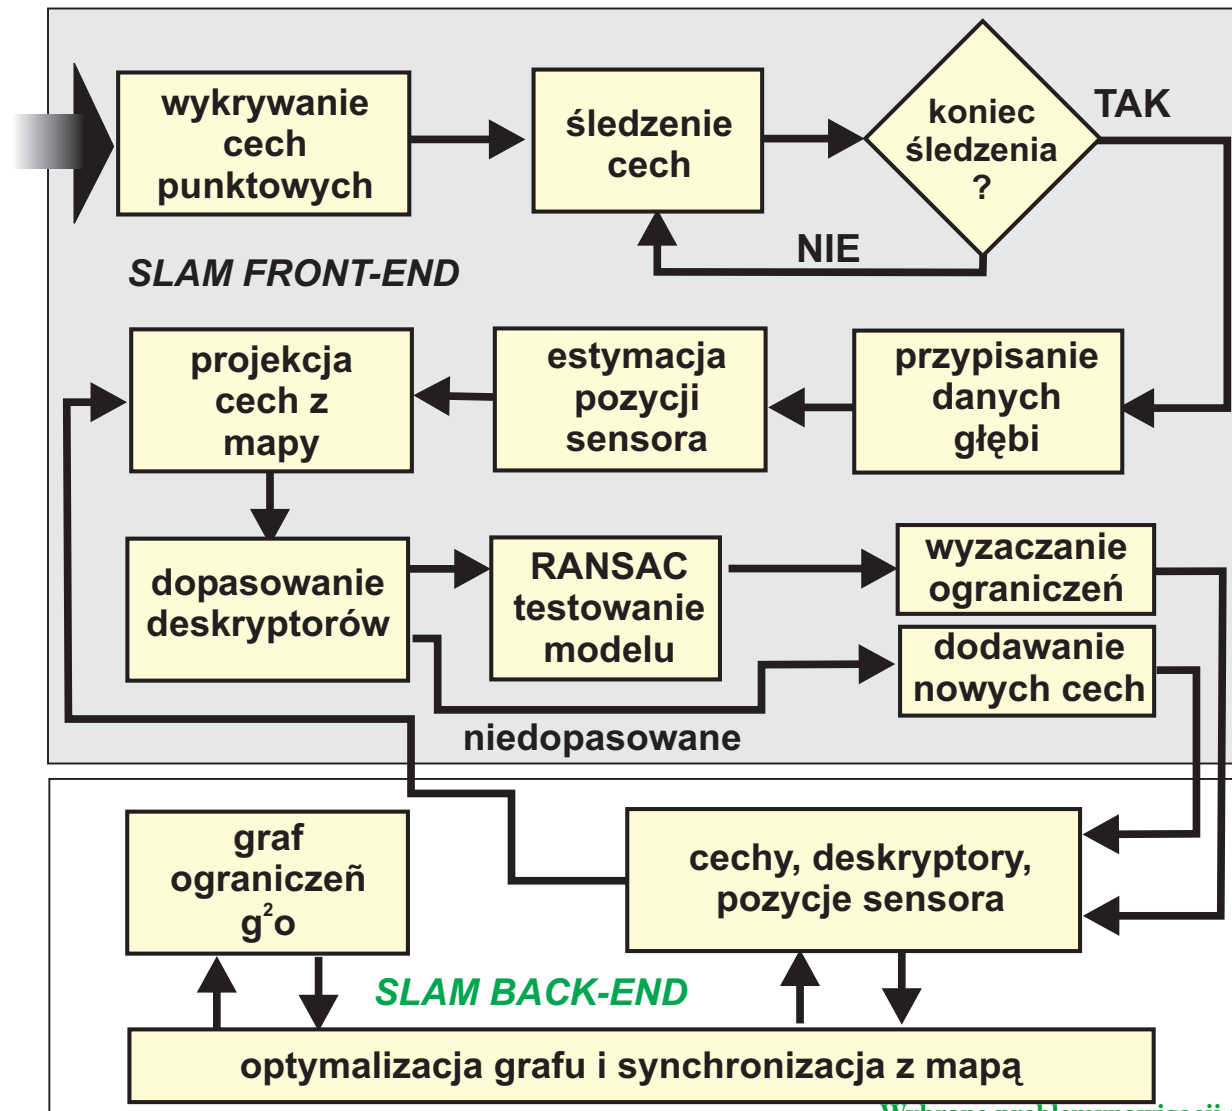 wykrywanie
cech
punktowych
śledzenie
cech
koniec
śledzenia
?
TAK
NIE
SLAM FRONT-END
projekcja
cech z
mapy
estymacja
pozycji
sensora
przypisanie
danych
głębi
dopasowanie
deskryptorów
RANSAC
testowanie
modelu
wyzaczanie
ograniczeń
dodawanie
nowych cech
niedopasowane
graf
ograniczeñ
g²o
cechy, deskryptory,
pozycje sensora
SLAM BACK-END
optymalizacja grafu i synchronizacja z mapą